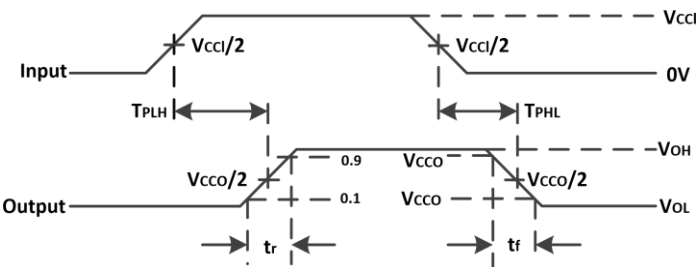 Vcci
Vcci/2 Vcci/2
Input 0V
TPLH TPHL
VOH
0.9 Vcco
Vcco/2 Vcco/2
0.1 Vcco
Output VOL
tr tf